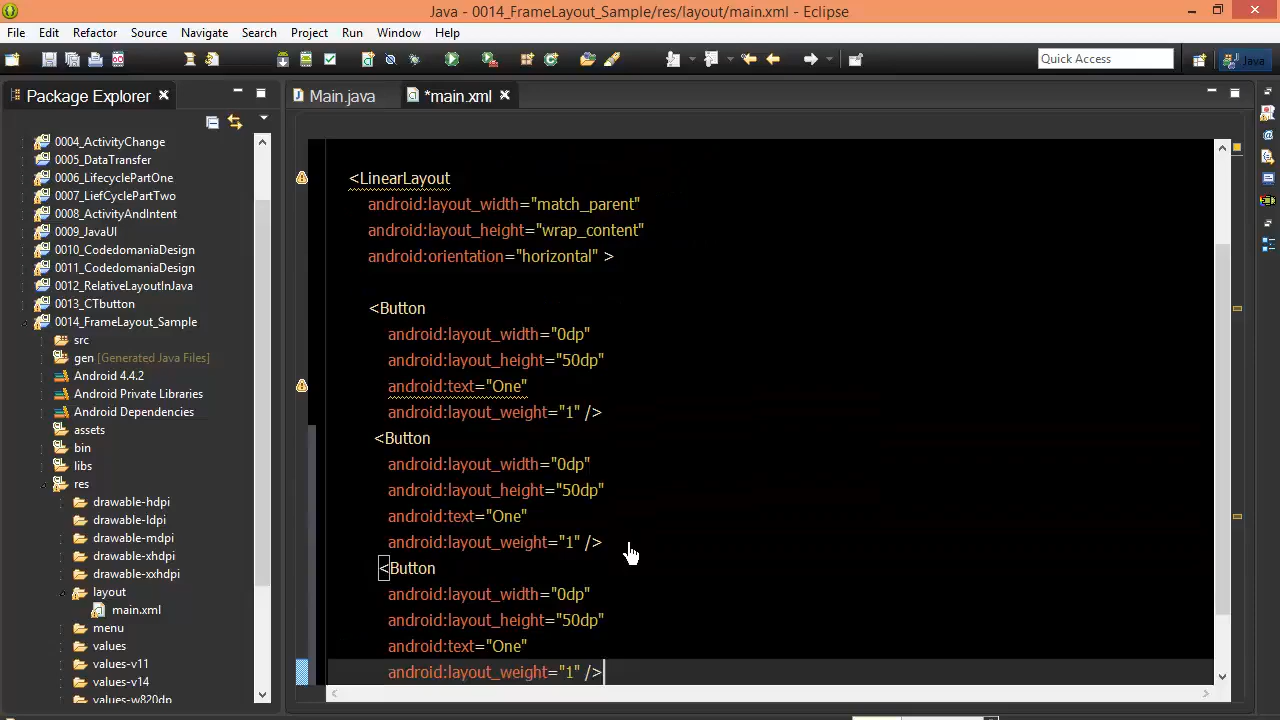 Java - 0014_FrameLayout_Sample/res/layout/main.xml - Eclipse
File Edit Refactor Source Navigate Search Project Run Window Help
Quick Access
Java
Package Explorer
Main.java
*main.xml
0004_ActivityChange
0005_DataTransfer
0006_LifecyclePartOne
0007_LiefCyclePartTwo
0008_ActivityAndIntent
0009_JavaUI
0010_CodedomaniaDesign
0011_CodedomaniaDesign
0012_RelativeLayoutInJava
0013_CTbutton
0014_FrameLayout_Sample
src
gen [Generated Java Files]
Android 4.4.2
Android Private Libraries
Android Dependencies
assets
bin
libs
res
drawable-hdpi
drawable-ldpi
drawable-mdpi
drawable-xhdpi
drawable-xxhdpi
layout
main.xml
menu
values
values-v11
values-v14
values-w820dp
<LinearLayout
android:layout_width="match_parent"
android:layout_height="wrap_content"
android:orientation="horizontal" >
<Button
android:layout_width="0dp"
android:layout_height="50dp"
android:text="One"
android:layout_weight="1" />
<Button
android:layout_width="0dp"
android:layout_height="50dp"
android:text="One"
android:layout_weight="1" />
<Button
android:layout_width="0dp"
android:layout_height="50dp"
android:text="One"
android:layout_weight="1" />